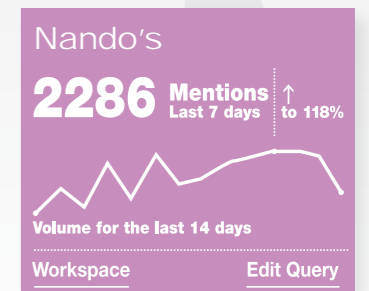 Nando's
2286 Mentions ↑
Last 7 days to 118%
Volume for the last 14 days
Workspace Edit Query